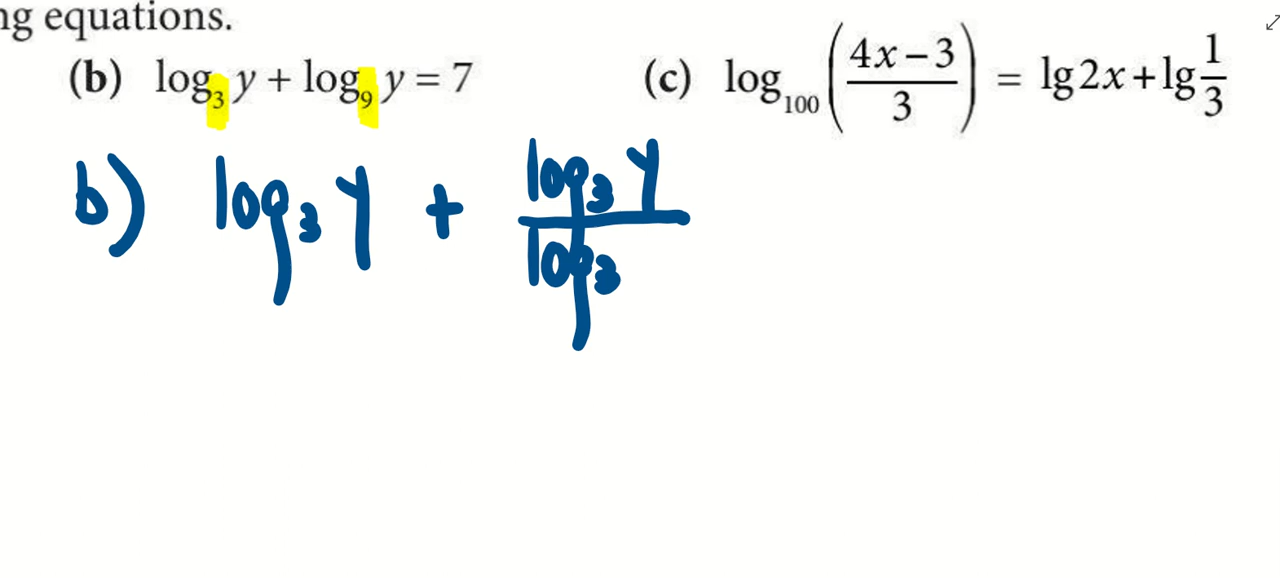 ng equations.
(b) log₃ y + log₉ y = 7 (c) log₁₀₀ ((4x − 3)/3) = lg 2x + lg 1/3
b) log₃ y + (log₃ y)/(log₃)